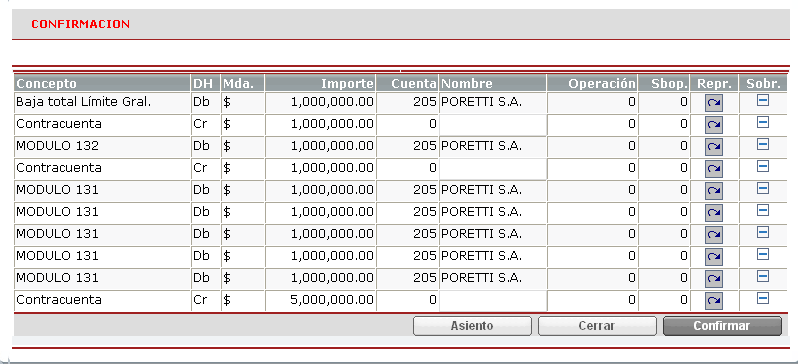 CONFIRMACION
Concepto DH Mda. Importe Cuenta Nombre Operación Sbop. Repr. Sobr.
Baja total Límite Gral. Db $ 1,000,000.00 205 PORETTI S.A. 0 0
Contracuenta Cr $ 1,000,000.00 0 0 0
MODULO 132 Db $ 1,000,000.00 205 PORETTI S.A. 0 0
Contracuenta Cr $ 1,000,000.00 0 0 0
MODULO 131 Db $ 1,000,000.00 205 PORETTI S.A. 0 0
MODULO 131 Db $ 1,000,000.00 205 PORETTI S.A. 0 0
MODULO 131 Db $ 1,000,000.00 205 PORETTI S.A. 0 0
MODULO 131 Db $ 1,000,000.00 205 PORETTI S.A. 0 0
MODULO 131 Db $ 1,000,000.00 205 PORETTI S.A. 0 0
Contracuenta Cr $ 5,000,000.00 0 0 0
Asiento Cerrar Confirmar